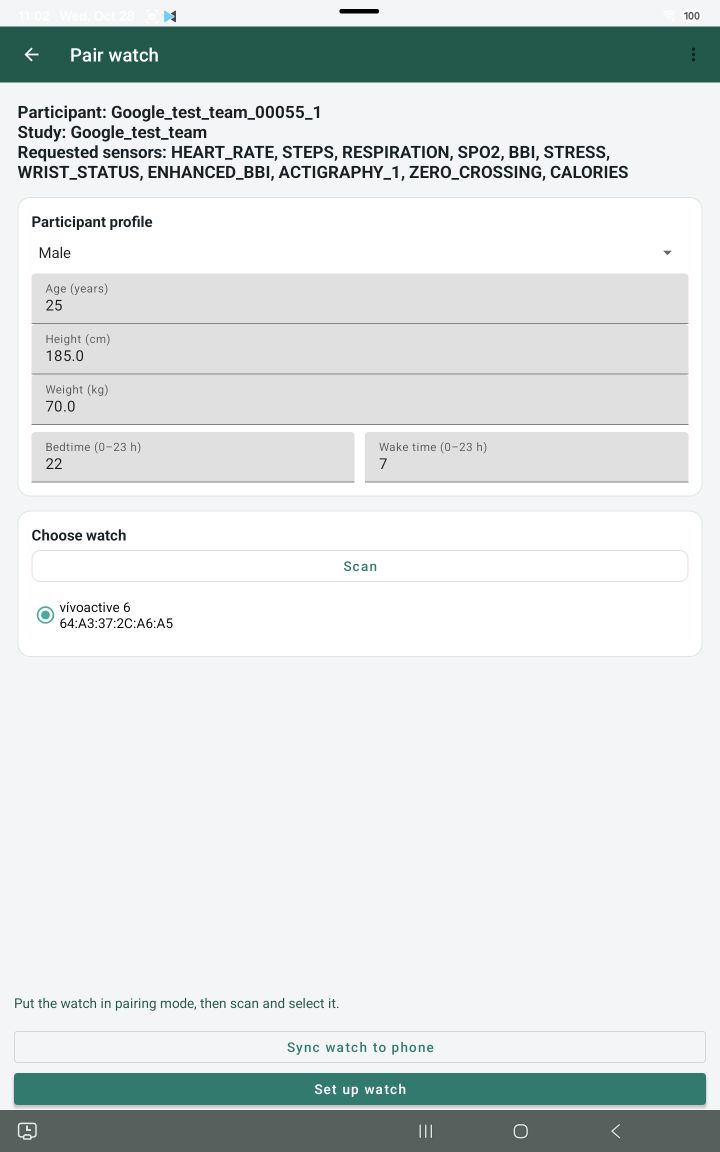 11:02 Wed, Oct 28
100
Pair watch
Participant: Google_test_team_00055_1
Study: Google_test_team
Requested sensors: HEART_RATE, STEPS, RESPIRATION, SPO2, BBI, STRESS,
WRIST_STATUS, ENHANCED_BBI, ACTIGRAPHY_1, ZERO_CROSSING, CALORIES
Participant profile
Male
Age (years)
25
Height (cm)
185.0
Weight (kg)
70.0
Bedtime (0–23 h)
22
Wake time (0–23 h)
7
Choose watch
Scan
vívoactive 6
64:A3:37:2C:A6:A5
Put the watch in pairing mode, then scan and select it.
Sync watch to phone
Set up watch